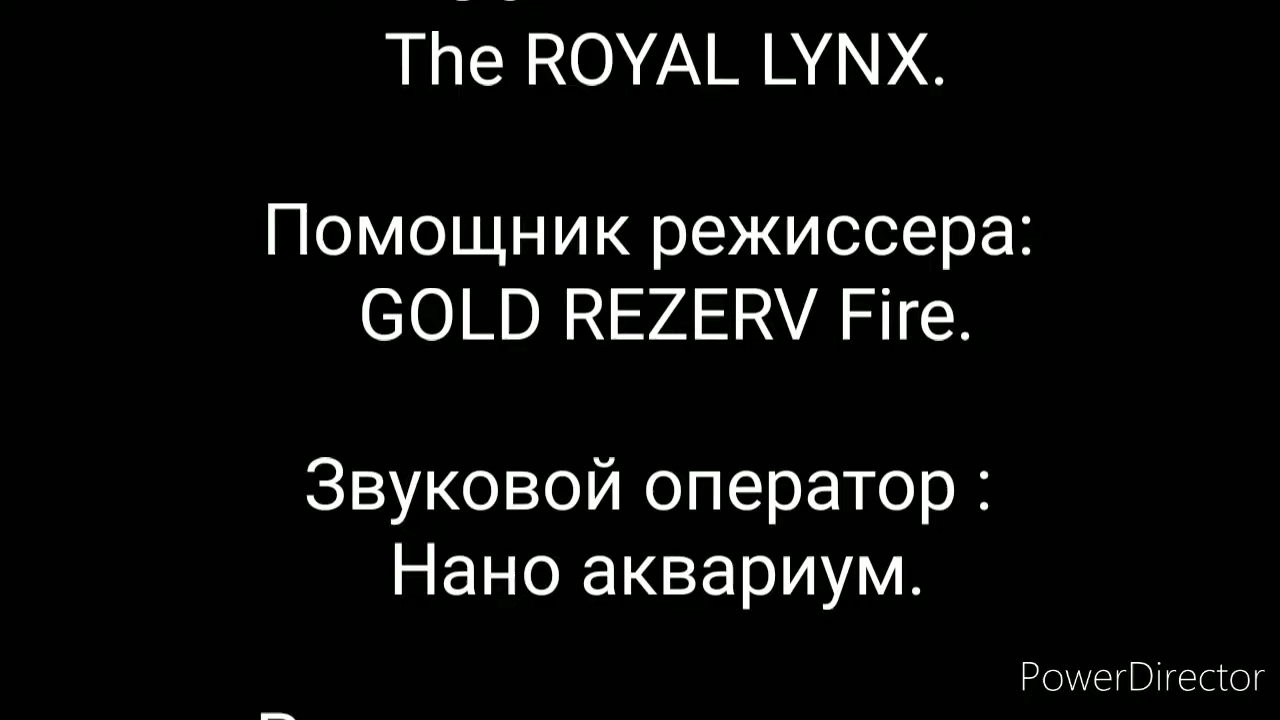 The ROYAL LYNX.
Помощник режиссера:
GOLD REZERV Fire.
Звуковой оператор :
Нано аквариум.
PowerDirector